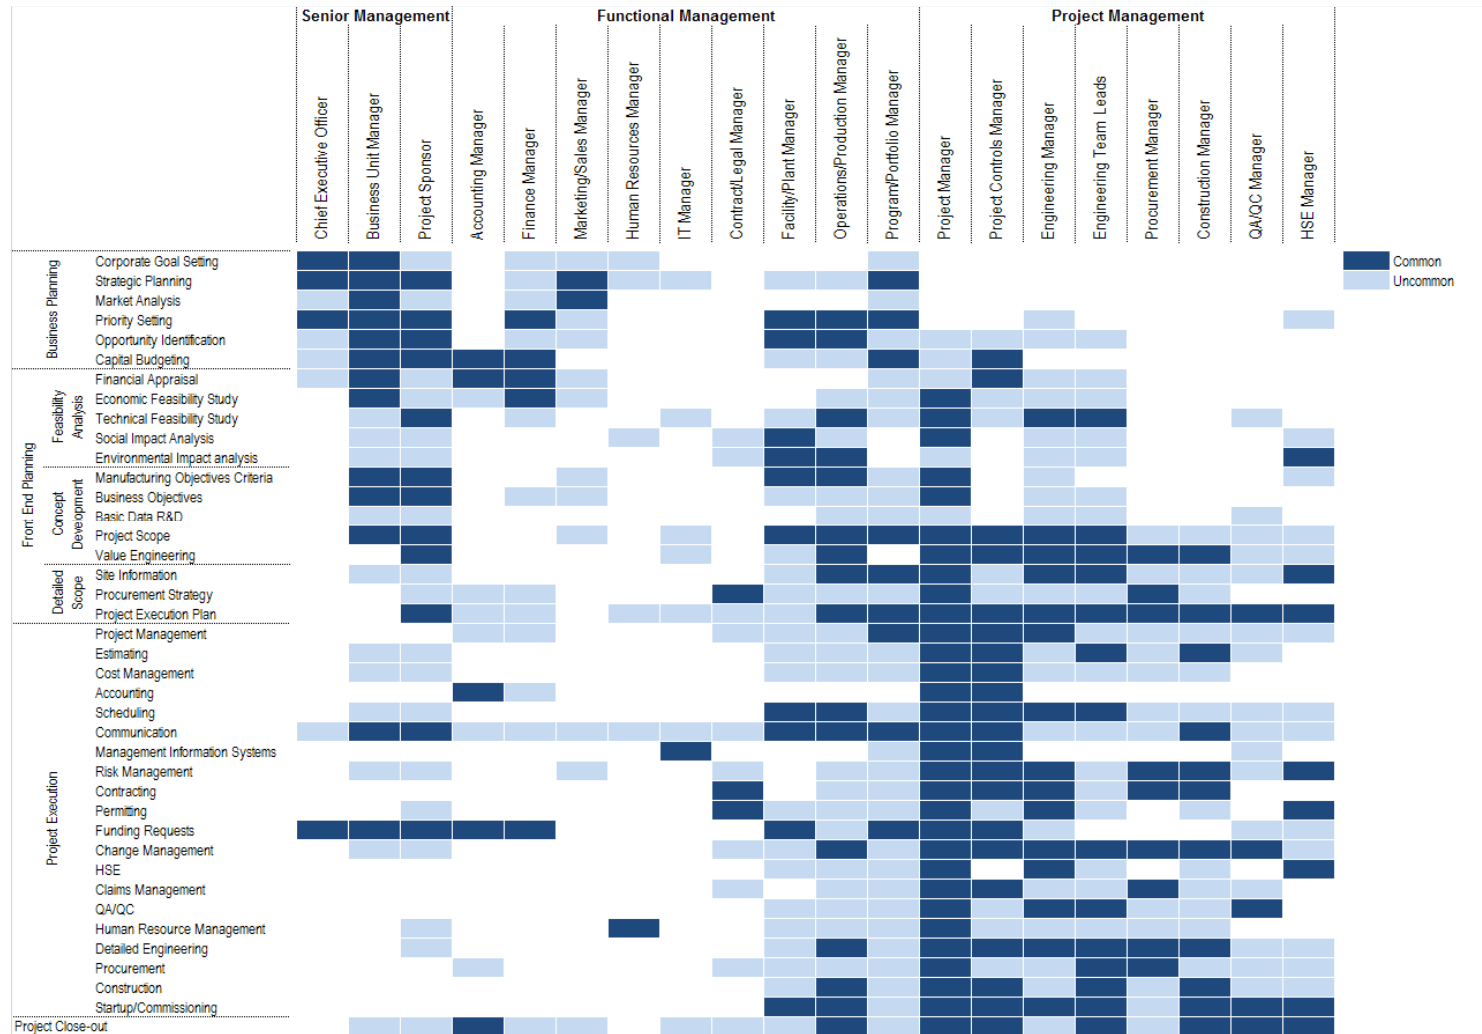 Senior Management
Functional Management
Project Management
Chief Executive Officer
Business Unit Manager
Project Sponsor
Accounting Manager
Finance Manager
Marketing/Sales Manager
Human Resources Manager
IT Manager
Contract/Legal Manager
Facility/Plant Manager
Operations/Production Manager
Program/Portfolio Manager
Project Manager
Project Controls Manager
Engineering Manager
Engineering Team Leads
Procurement Manager
Construction Manager
QA/QC Manager
HSE Manager
Common
Uncommon
Business Planning
Corporate Goal Setting
Strategic Planning
Market Analysis
Priority Setting
Opportunity Identification
Capital Budgeting
Front End Planning
Feasibility
Analysis
Financial Appraisal
Economic Feasibility Study
Technical Feasibility Study
Social Impact Analysis
Environmental Impact analysis
Concept
Development
Manufacturing Objectives Criteria
Business Objectives
Basic Data R&D
Project Scope
Value Engineering
Detailed
Scope
Site Information
Procurement Strategy
Project Execution Plan
Project Execution
Project Management
Estimating
Cost Management
Accounting
Scheduling
Communication
Management Information Systems
Risk Management
Contracting
Permitting
Funding Requests
Change Management
HSE
Claims Management
QA/QC
Human Resource Management
Detailed Engineering
Procurement
Construction
Startup/Commissioning
Project Close-out